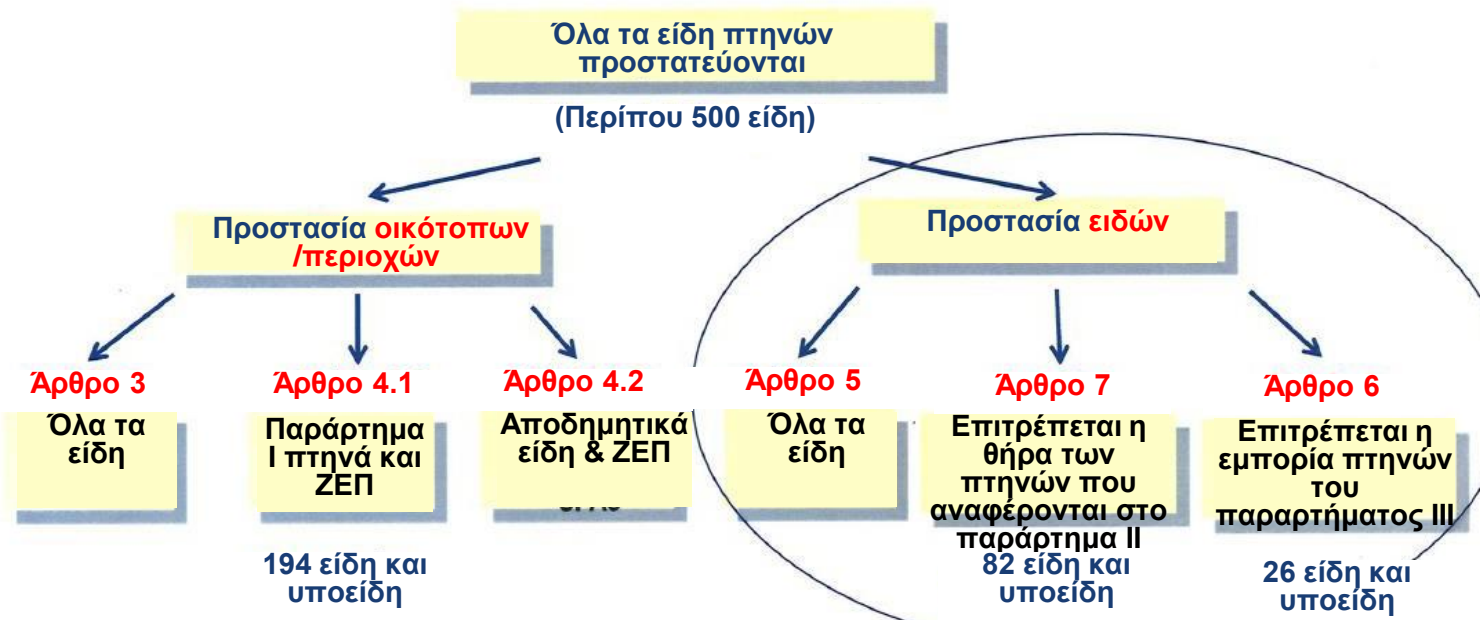 Όλα τα είδη πτηνών
προστατεύονται
(Περίπου 500 είδη)
Προστασία οικότοπων
/περιοχών
Προστασία ειδών
Άρθρο 3
Όλα τα
είδη
Άρθρο 4.1
Παράρτημα
I πτηνά και
ΖΕΠ
194 είδη και
υποείδη
Άρθρο 4.2
Αποδημητικά
είδη & ΖΕΠ
Άρθρο 5
Όλα τα
είδη
Άρθρο 7
Επιτρέπεται η
θήρα των
πτηνών που
αναφέρονται στο
παράρτημα II
82 είδη και
υποείδη
Άρθρο 6
Επιτρέπεται η
εμπορία πτηνών
του
παραρτήματος III
26 είδη και
υποείδη